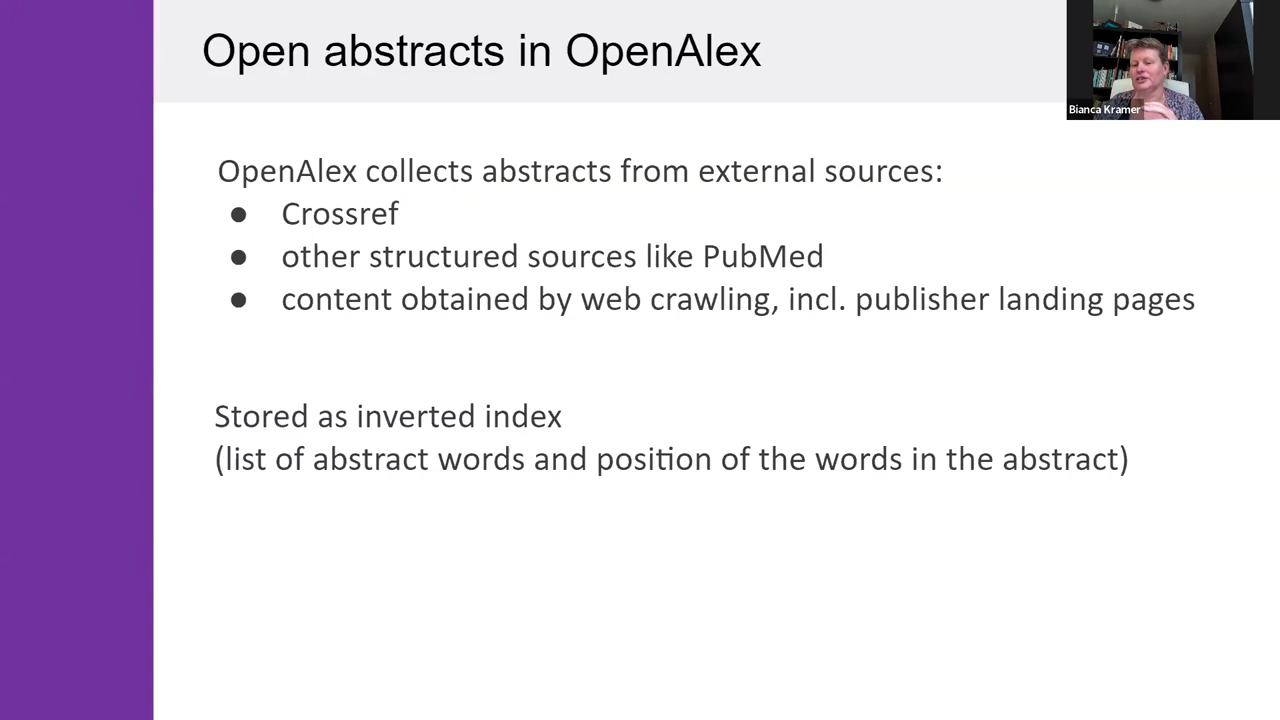 Open abstracts in OpenAlex
Bianca Kramer
OpenAlex collects abstracts from external sources:
● Crossref
● other structured sources like PubMed
● content obtained by web crawling, incl. publisher landing pages
Stored as inverted index
(list of abstract words and position of the words in the abstract)